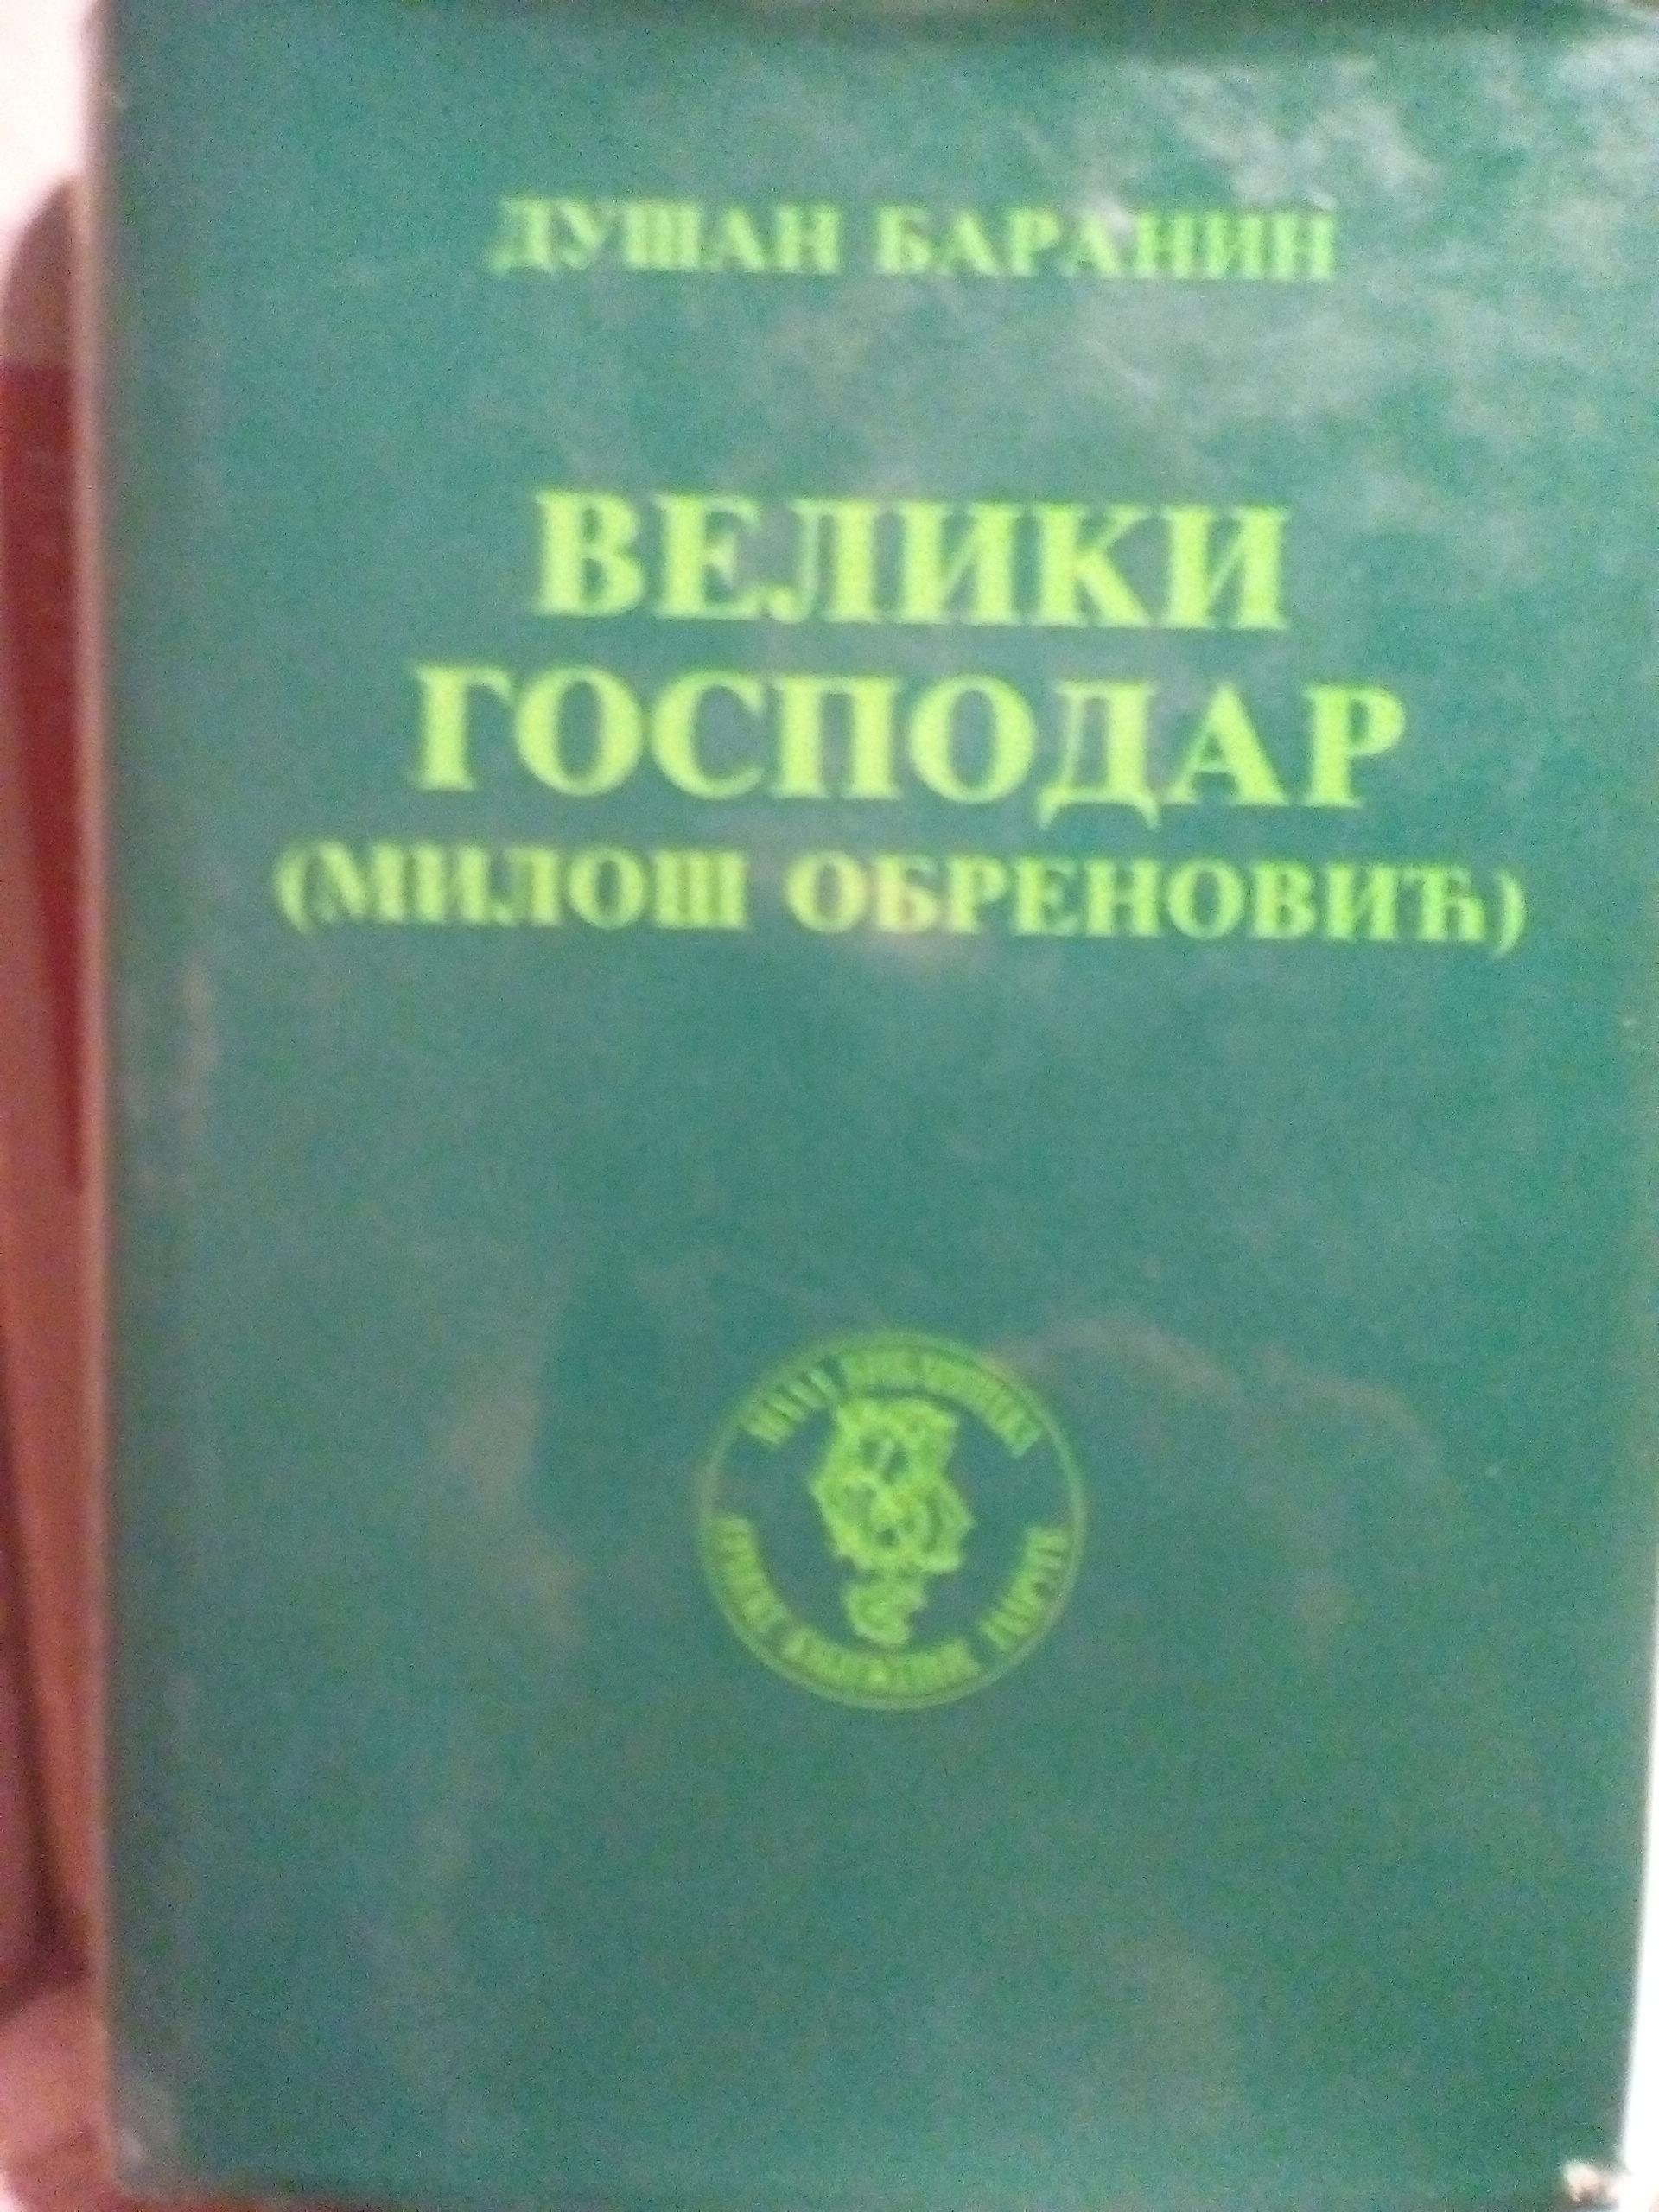 ДУШАН БАРАНИН
ВЕЛИКИ
ГОСПОДАР
(МИЛОШ ОБРЕНОВИЋ)